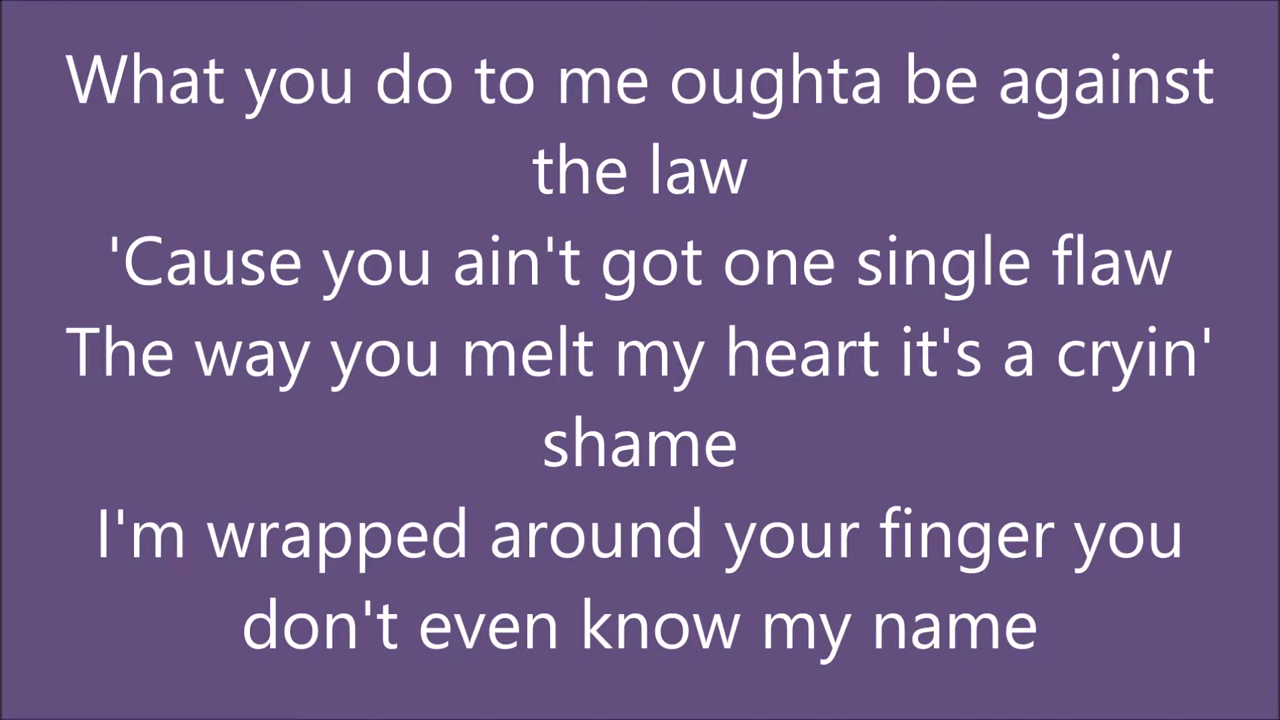 What you do to me oughta be against
the law
'Cause you ain't got one single flaw
The way you melt my heart it's a cryin'
shame
I'm wrapped around your finger you
don't even know my name